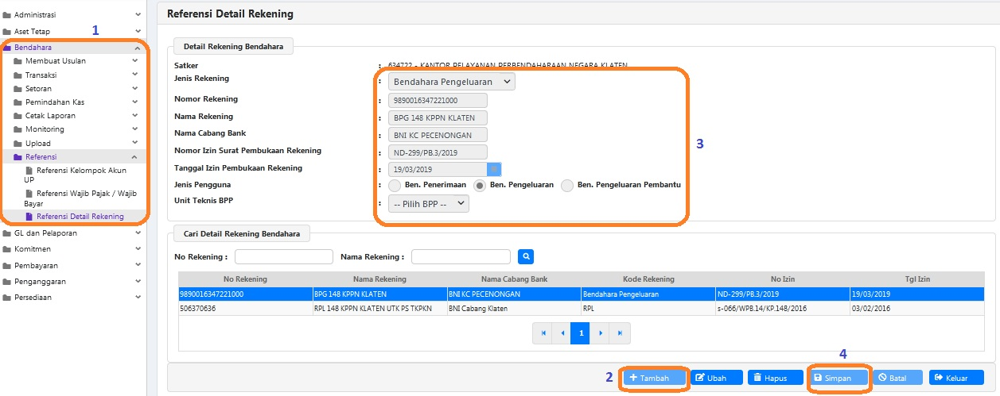 Administrasi
Aset Tetap
1
Bendahara
Membuat Usulan
Transaksi
Setoran
Pemindahan Kas
Cetak Laporan
Monitoring
Upload
Referensi
Referensi Kelompok Akun
UP
Referensi Wajib Pajak / Wajib
Bayar
Referensi Detail Rekening
GL dan Pelaporan
Komitmen
Pembayaran
Penganggaran
Persediaan
Referensi Detail Rekening
Detail Rekening Bendahara
Satker : 634722 - KANTOR PELAYANAN PERBENDAHARAAN NEGARA KLATEN
Jenis Rekening : Bendahara Pengeluaran
Nomor Rekening : 9890016347221000
Nama Rekening : BPG 148 KPPN KLATEN
Nama Cabang Bank : BNI KC PECENONGAN
Nomor Izin Surat Pembukaan Rekening : ND-299/PB.3/2019
Tanggal Izin Pembukaan Rekening : 19/03/2019
Jenis Pengguna : Ben. Penerimaan Ben. Pengeluaran Ben. Pengeluaran Pembantu
Unit Teknis BPP : -- Pilih BPP --
3
Cari Detail Rekening Bendahara
No Rekening : Nama Rekening :
No Rekening Nama Rekening Nama Cabang Bank Kode Rekening No Izin Tgl Izin
9890016347221000 BPG 148 KPPN KLATEN BNI KC PECENONGAN Bendahara Pengeluaran ND-299/PB.3/2019 19/03/2019
506370636 RPL 148 KPPN KLATEN UTK PS TKPKN BNI Cabang Klaten RPL s-066/WPB.14/KP.148/2016 03/02/2016
1
4
2 Tambah Ubah Hapus Simpan Batal Keluar